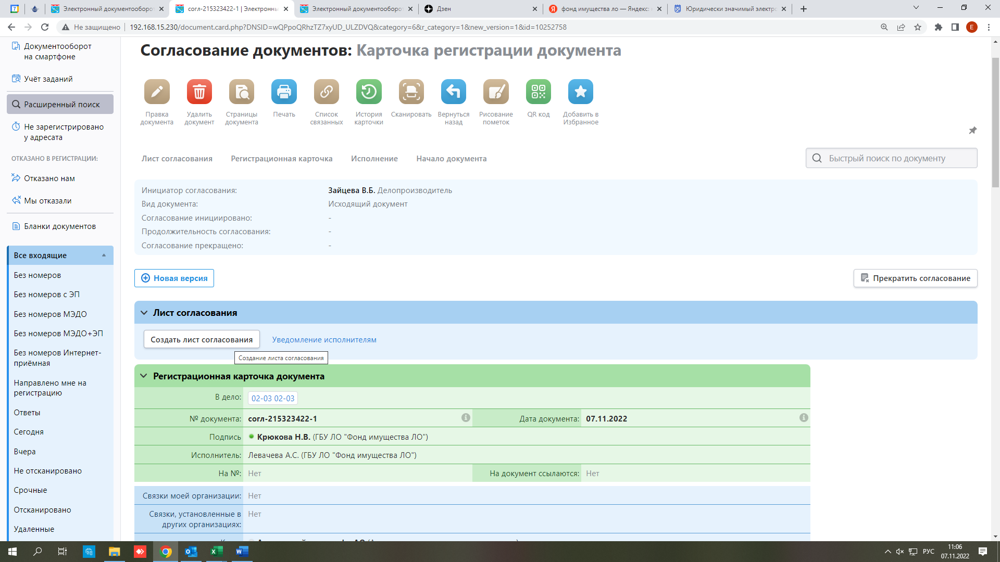 Электронный документооборот
согл-215323422-1 | Электронны
Электронный документооборот
Дзен
фонд имущества ло — Яндекс:
Юридически значимый электро
Не защищено
192.168.15.230/document.card.php?DNSID=wQPpoQRhzTZ7xyUD_ULZDVQ&category=6&r_category=1&new_version=1&id=10252758
E
Документооборот
на смартфоне
Учёт заданий
Расширенный поиск
Не зарегистрировано
у адресата
ОТКАЗАНО В РЕГИСТРАЦИИ:
Отказано нам
Мы отказали
Бланки документов
Все входящие
Без номеров
Без номеров с ЭП
Без номеров МЭДО
Без номеров МЭДО+ЭП
Без номеров Интернет-
приёмная
Направлено мне на
регистрацию
Ответы
Сегодня
Вчера
Не отсканировано
Срочные
Отсканировано
Удаленные
Согласование документов: Карточка регистрации документа
Правка
документа
Удалить
документ
Страницы
документа
Печать
Список
связанных
История
карточки
Сканировать
Вернуться
назад
Рисование
пометок
QR код
Добавить в
Избранное
Лист согласования
Регистрационная карточка
Исполнение
Начало документа
Быстрый поиск по документу
Инициатор согласования: Зайцева В.Б. Делопроизводитель
Вид документа: Исходящий документ
Согласование инициировано: -
Продолжительность согласования: -
Согласование прекращено: -
Новая версия
Прекратить согласование
Лист согласования
Создать лист согласования
Уведомление исполнителям
Создание листа согласования
Регистрационная карточка документа
В дело: 02-03 02-03
№ документа: согл-215323422-1 Дата документа: 07.11.2022
Подпись Крюкова Н.В. (ГБУ ЛО "Фонд имущества ЛО")
Исполнитель: Левачева А.С. (ГБУ ЛО "Фонд имущества ЛО")
На №: Нет На документ ссылаются: Нет
Связки моей организации: Нет
Связки, установленные в Нет
других организациях:
РУС
11:06
07.11.2022